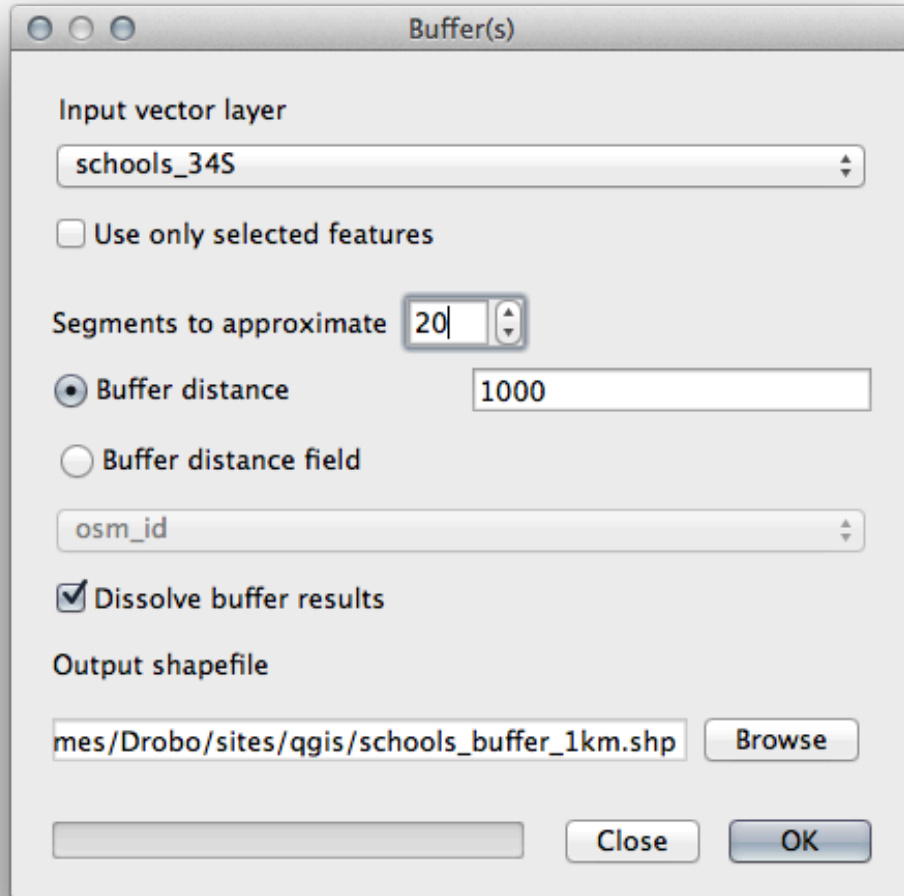 Buffer(s)
Input vector layer
schools_34S
Use only selected features
Segments to approximate 20
Buffer distance 1000
Buffer distance field
osm_id
Dissolve buffer results
Output shapefile
mes/Drobo/sites/qgis/schools_buffer_1km.shp Browse
Close OK